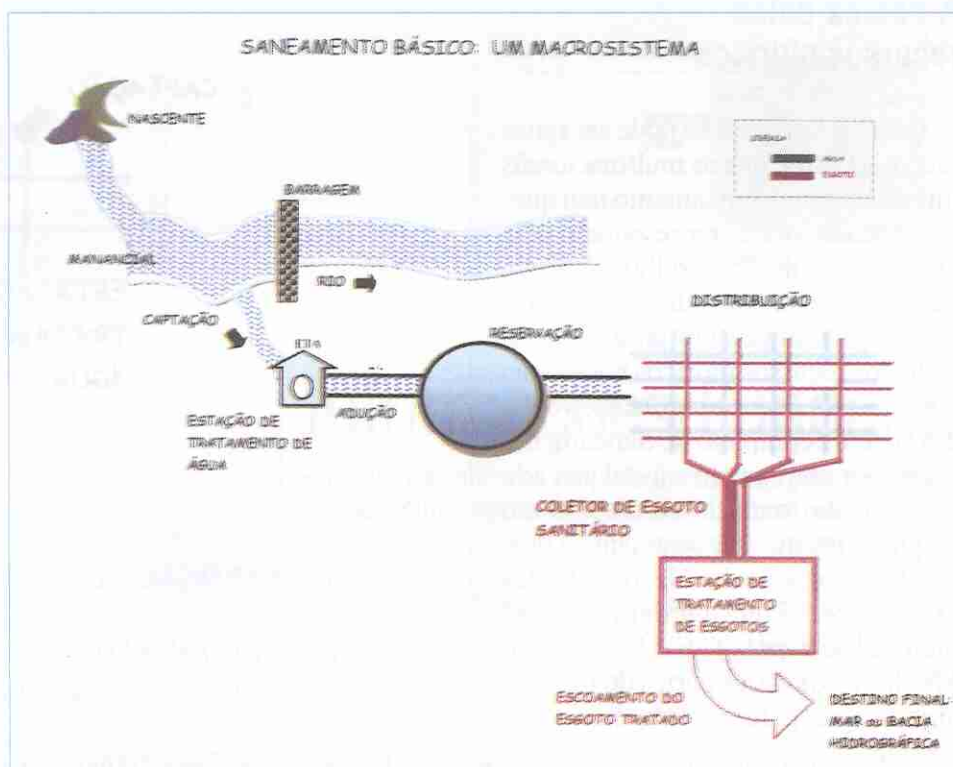 SANEAMENTO BÁSICO: UM MACROSISTEMA
NASCENTE
BARRAGEM
MANANCIAL
RIO
CAPTAÇÃO
DISTRIBUIÇÃO
RESERVAÇÃO
ETA
ADUÇÃO
ESTAÇÃO DE
TRATAMENTO DE
ÁGUA
COLETOR DE ESGOTO
SANITÁRIO
ESTAÇÃO DE
TRATAMENTO
DE ESGOTOS
ESCOAMENTO DO
ESGOTO TRATADO
DESTINO FINAL:
MAR ou BACIA
HIDROGRÁFICA
ESGOTO